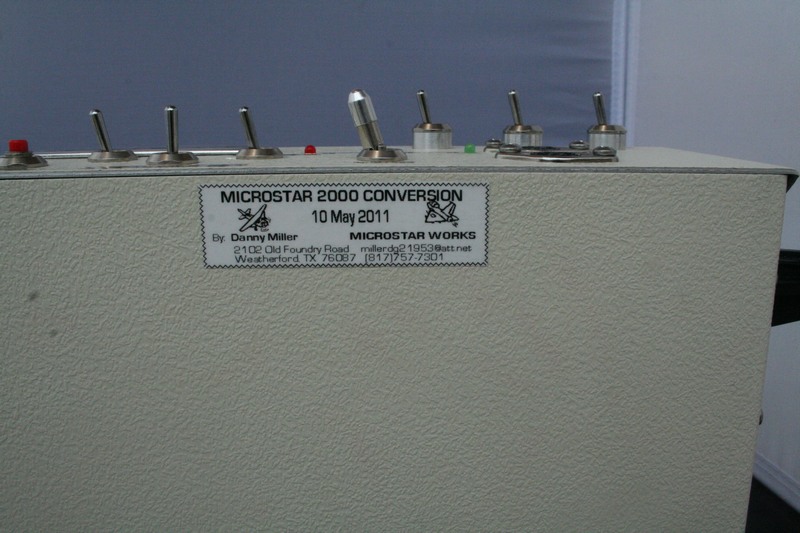 MICROSTAR 2000 CONVERSION
10 May 2011
By: Danny Miller MICROSTAR WORKS
2102 Old Foundry Road millerdg21953@att.net
Weatherford, TX 76087 (817)757-7301